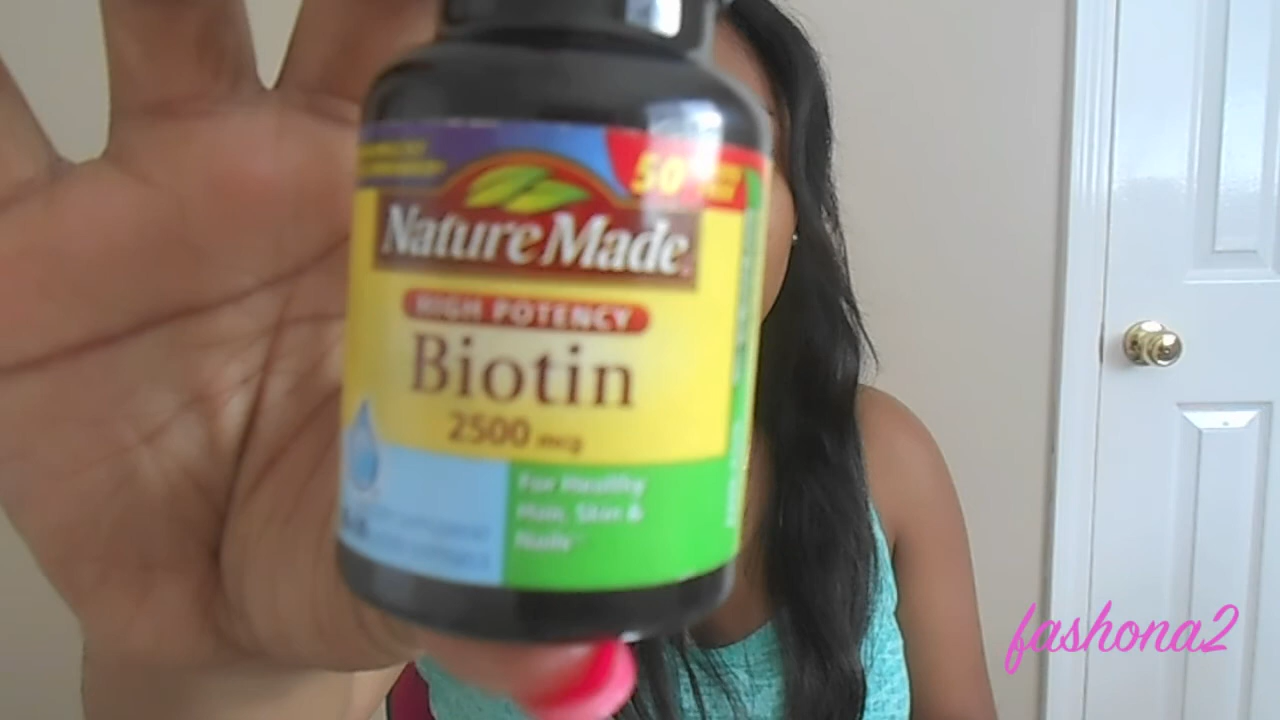 50
Nature Made
HIGH POTENCY
Biotin
2500 mcg
For Healthy
Hair, Skin &
Nails
fashona2